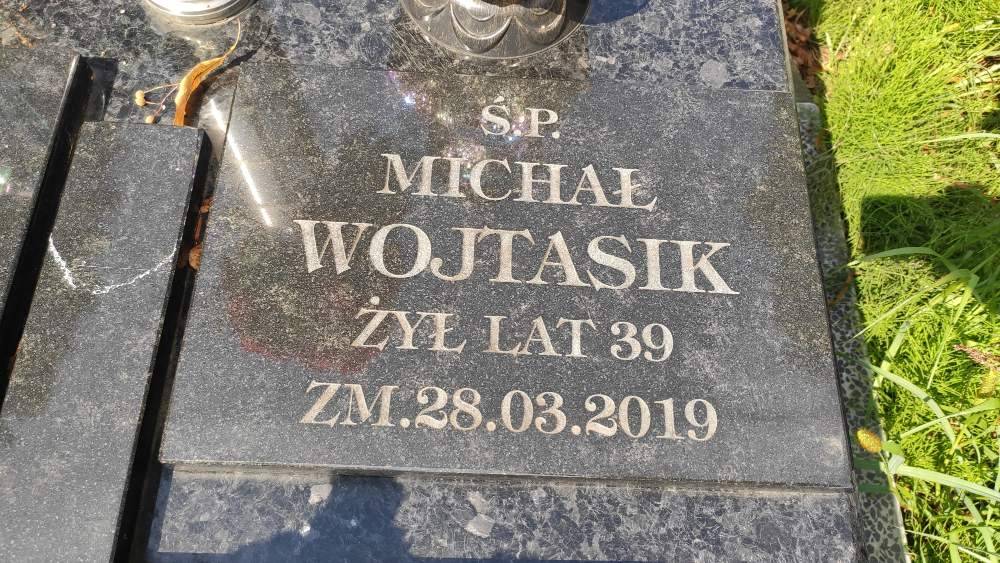 Ś.P.
MICHAŁ
WOJTASIK
ŻYŁ LAT 39
ZM.28.03.2019